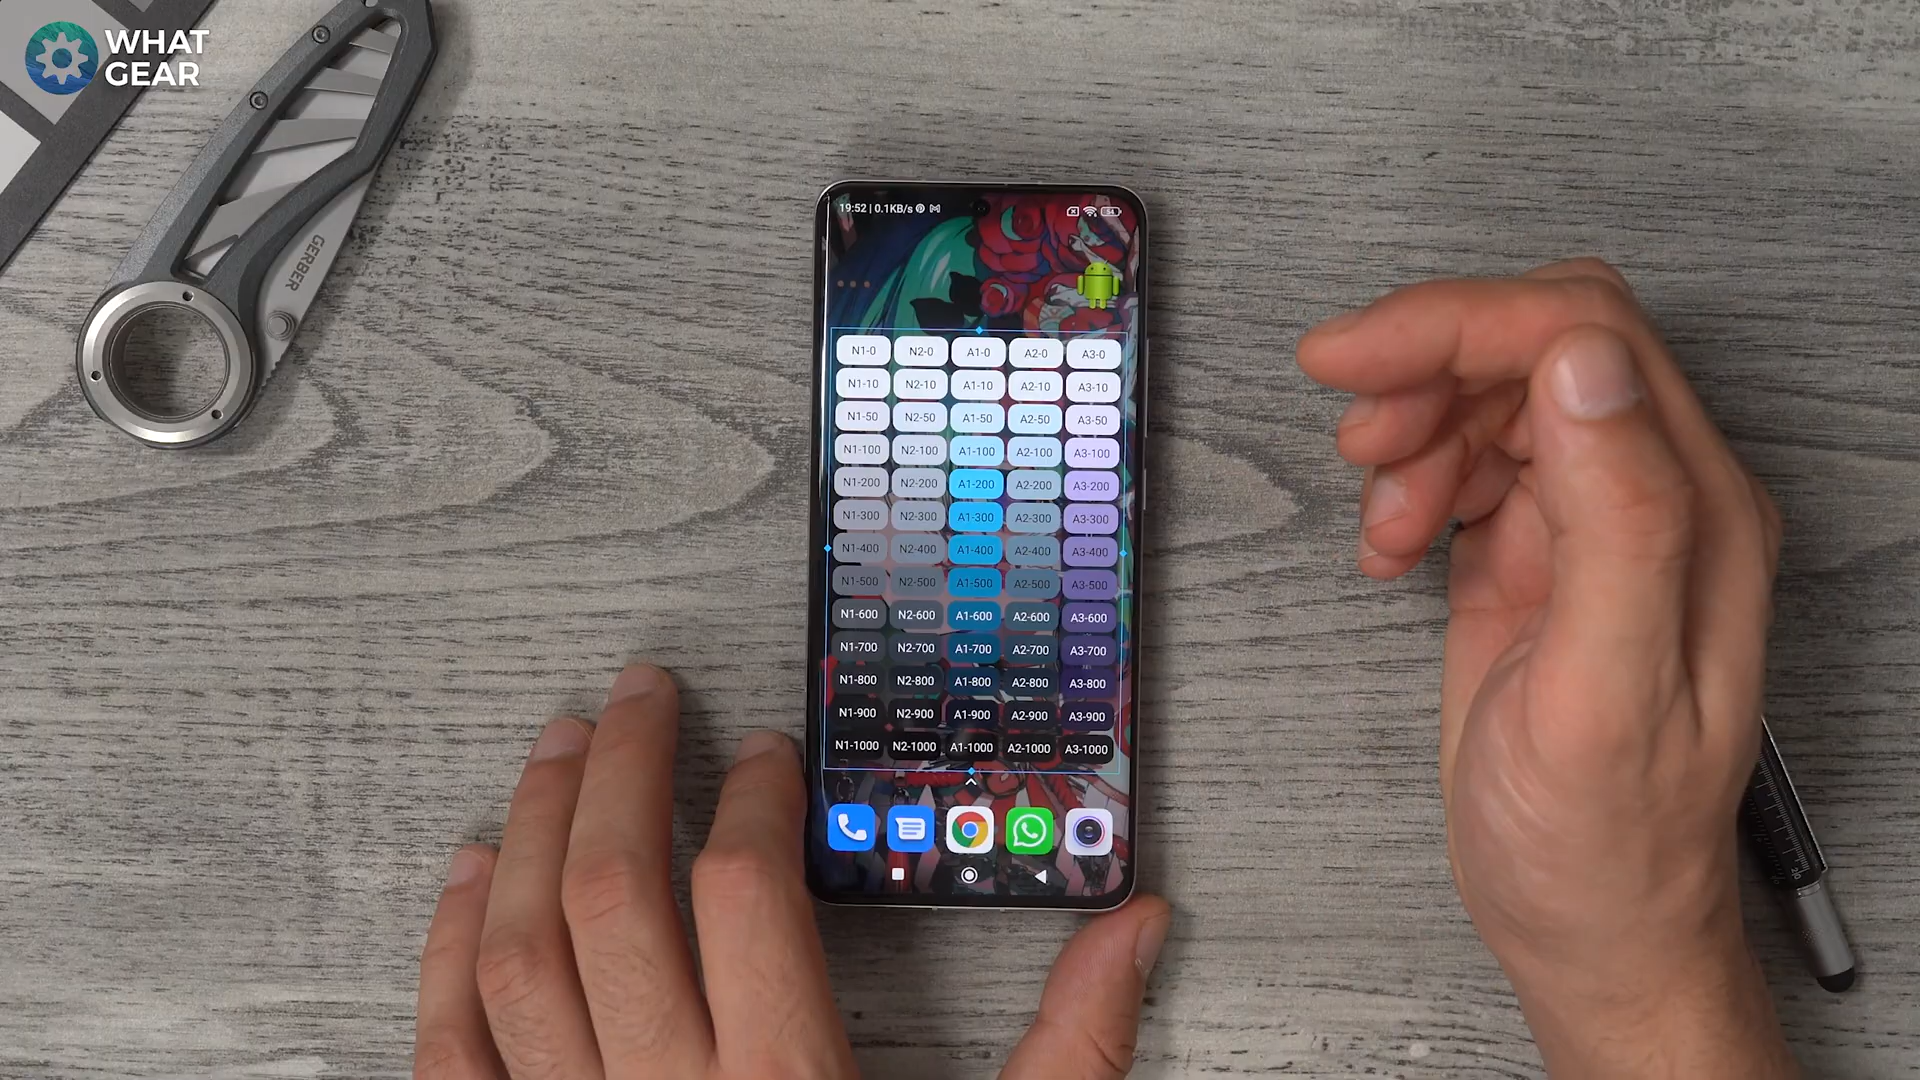 WHAT
GEAR
GERBER
19:52 | 0.1KB/s
54
N1-0 N2-0 A1-0 A2-0 A3-0
N1-10 N2-10 A1-10 A2-10 A3-10
N1-50 N2-50 A1-50 A2-50 A3-50
N1-100 N2-100 A1-100 A2-100 A3-100
N1-200 N2-200 A1-200 A2-200 A3-200
N1-300 N2-300 A1-300 A2-300 A3-300
N1-400 N2-400 A1-400 A2-400 A3-400
N1-500 N2-500 A1-500 A2-500 A3-500
N1-600 N2-600 A1-600 A2-600 A3-600
N1-700 N2-700 A1-700 A2-700 A3-700
N1-800 N2-800 A1-800 A2-800 A3-800
N1-900 N2-900 A1-900 A2-900 A3-900
N1-1000 N2-1000 A1-1000 A2-1000 A3-1000